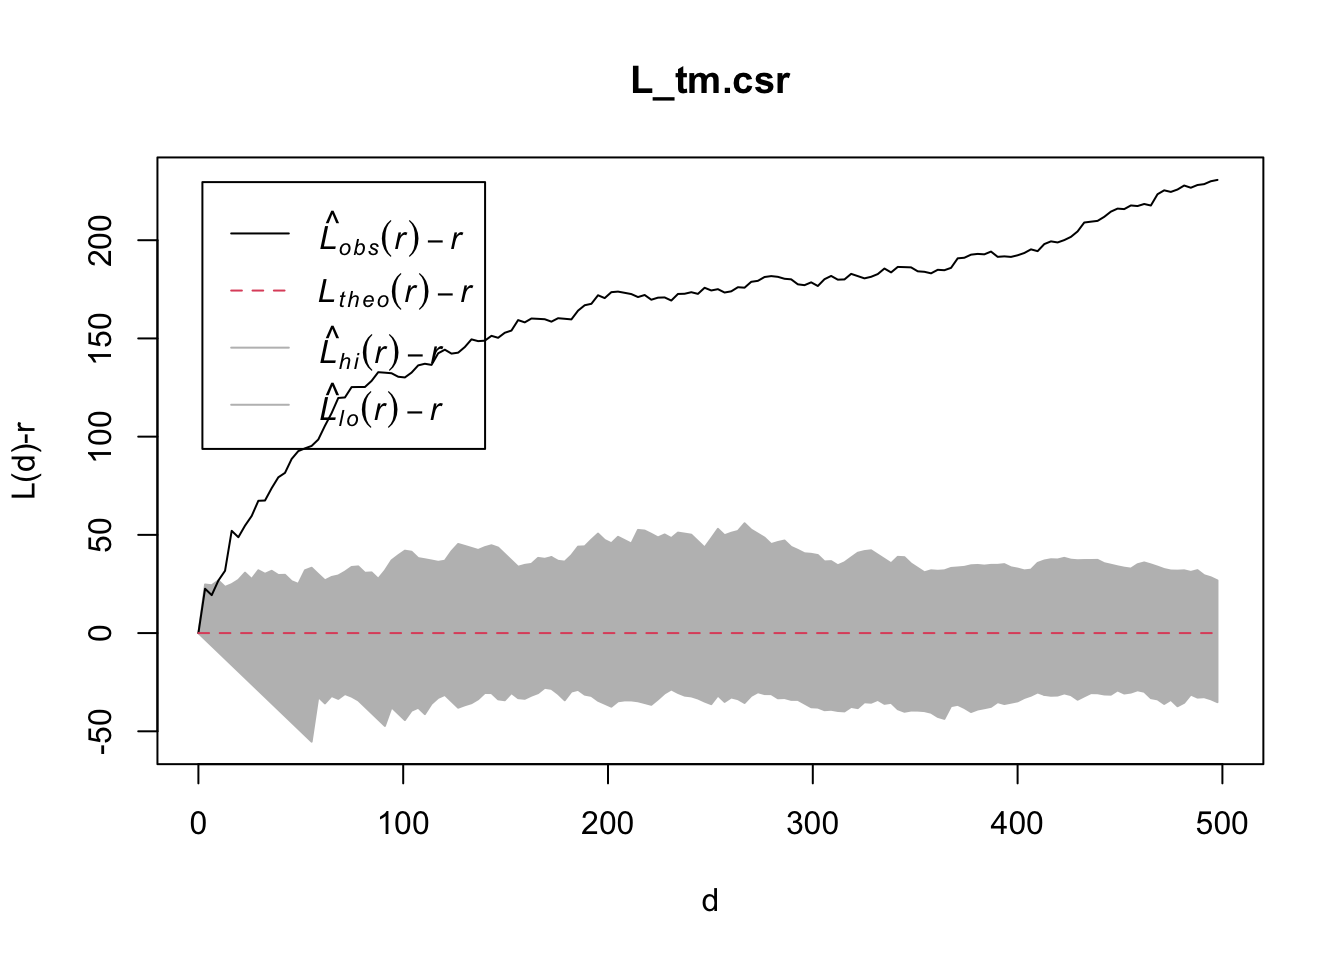 L_tm.csr
L̂obs(r) − r
Ltheo(r) − r
L̂hi(r) − r
L̂lo(r) − r
L(d)-r
200
150
100
50
0
-50
0 100 200 300 400 500
d